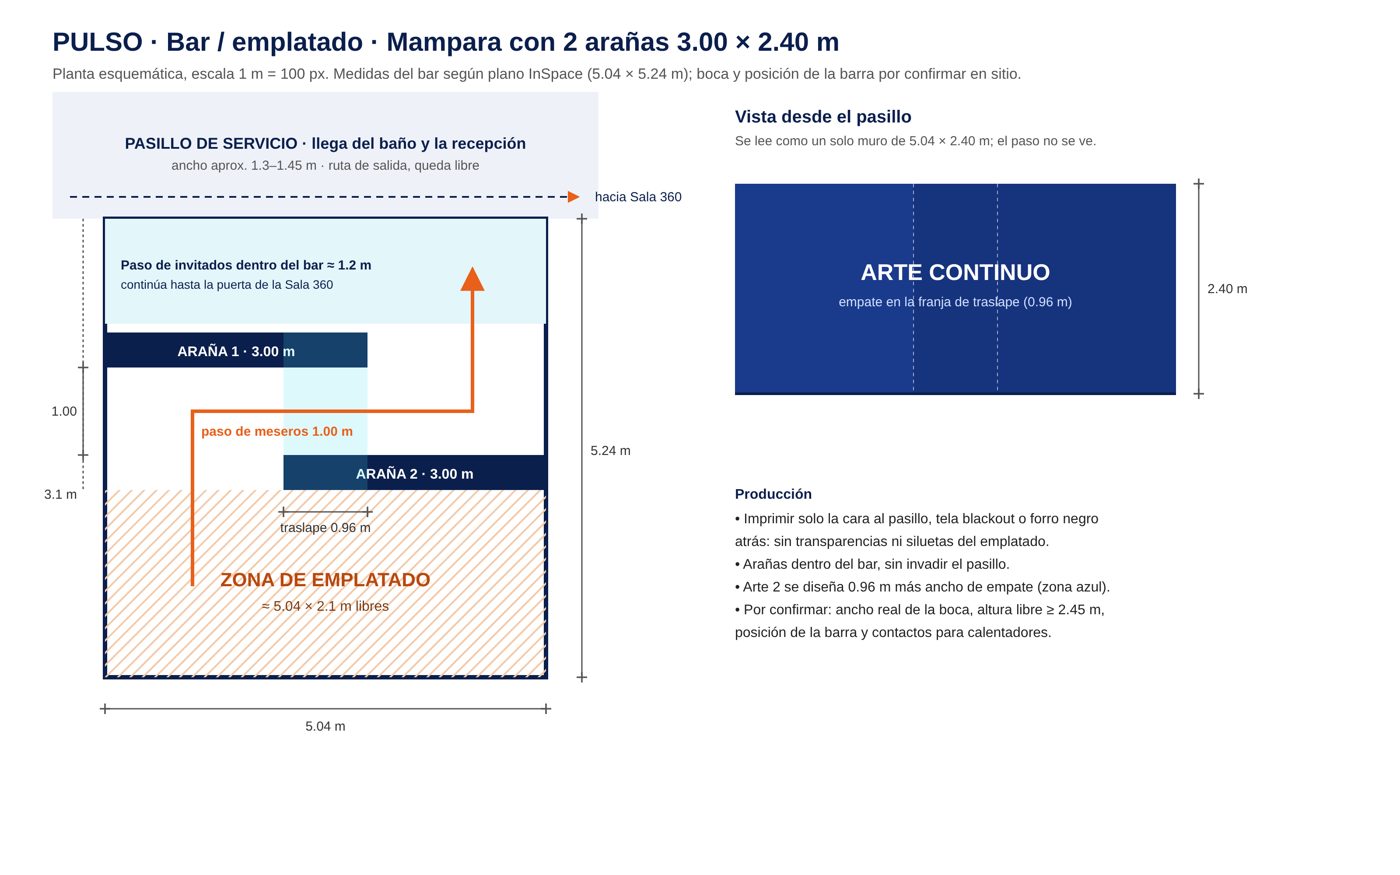 PULSO · Bar / emplatado · Mampara con 2 arañas 3.00 × 2.40 m
Planta esquemática, escala 1 m = 100 px. Medidas del bar según plano InSpace (5.04 × 5.24 m); boca y posición de la barra por confirmar en sitio.
PASILLO DE SERVICIO · llega del baño y la recepción
ancho aprox. 1.3–1.45 m · ruta de salida, queda libre
hacia Sala 360
Paso de invitados dentro del bar ≈ 1.2 m
continúa hasta la puerta de la Sala 360
ARAÑA 1 · 3.00 m
1.00
paso de meseros 1.00 m
5.24 m
ARAÑA 2 · 3.00 m
3.1 m
traslape 0.96 m
ZONA DE EMPLATADO
≈ 5.04 × 2.1 m libres
5.04 m
Vista desde el pasillo
Se lee como un solo muro de 5.04 × 2.40 m; el paso no se ve.
ARTE CONTINUO
empate en la franja de traslape (0.96 m)
2.40 m
Producción
• Imprimir solo la cara al pasillo, tela blackout o forro negro
atrás: sin transparencias ni siluetas del emplatado.
• Arañas dentro del bar, sin invadir el pasillo.
• Arte 2 se diseña 0.96 m más ancho de empate (zona azul).
• Por confirmar: ancho real de la boca, altura libre ≥ 2.45 m,
posición de la barra y contactos para calentadores.